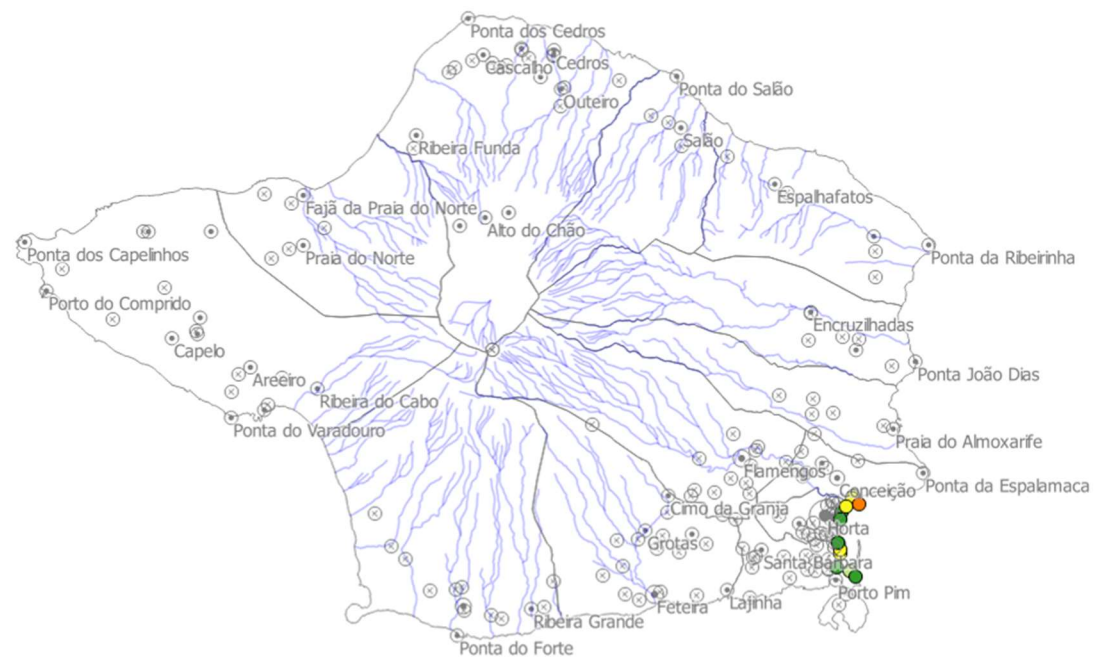 Ponta dos Cedros
Cascalho
Cedros
Outeiro
Ponta do Salão
Salão
Ribeira Funda
Espalhafatos
Fajã da Praia do Norte
Alto do Chão
Ponta dos Capelinhos
Praia do Norte
Ponta da Ribeirinha
Porto do Comprido
Encruzilhadas
Capelo
Ponta João Dias
Areeiro
Ribeira do Cabo
Ponta do Varadouro
Praia do Almoxarife
Flamengos
Ponta da Espalamaca
Conceição
Cimo da Granja
Horta
Grotas
Santa Bárbara
Porto Pim
Lajinha
Feteira
Ribeira Grande
Ponta do Forte